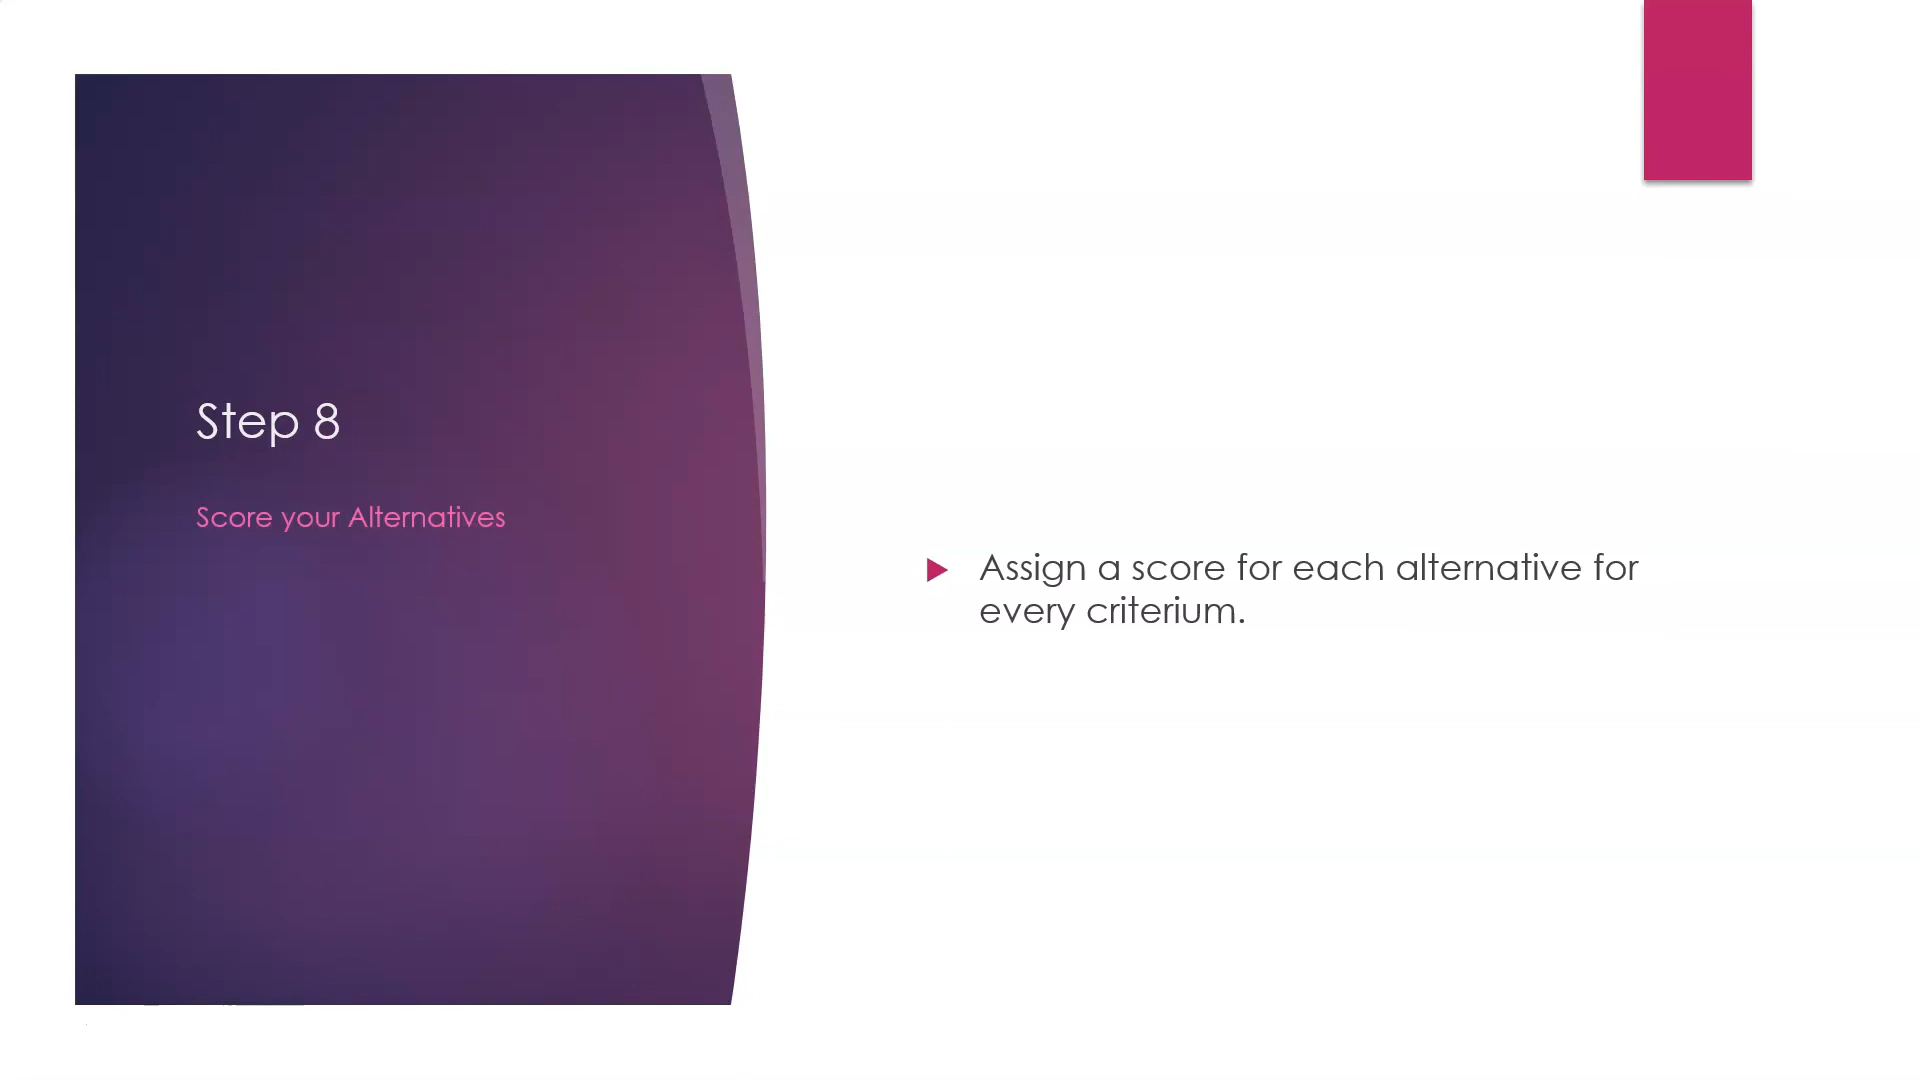 Step 8
Score your Alternatives
Assign a score for each alternative for
every criterium.